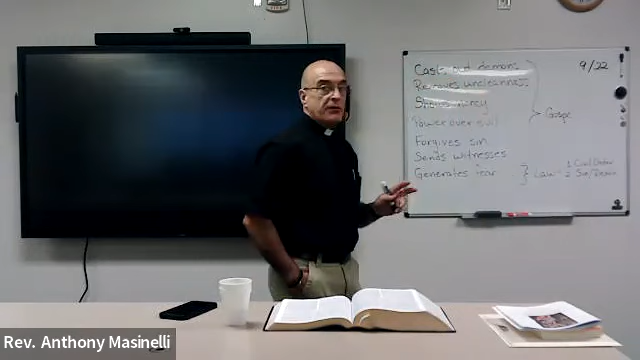 9/22
Casts out demons
Removes uncleanness
Shows mercy
Power over evil
Forgives sin
Gospel
Sends witnesses
Generates fear
Law
1 Civil Order
2 Sin/
Rev. Anthony Masinelli